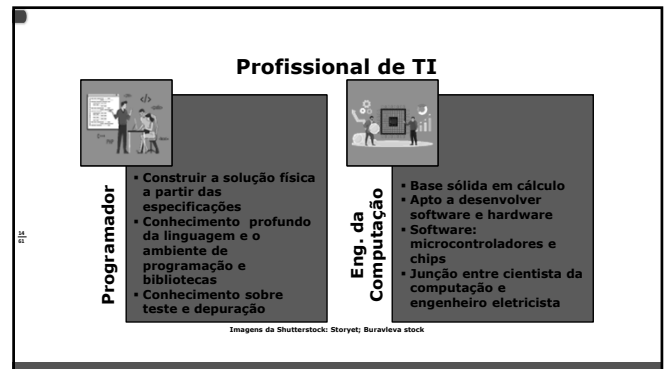 Profissional de TI
Programador
▪ Construir a solução física
a partir das
especificações
▪ Conhecimento profundo
da linguagem e o
ambiente de
programação e
bibliotecas
▪ Conhecimento sobre
teste e depuração
Eng. da
Computação
▪ Base sólida em cálculo
▪ Apto a desenvolver
software e hardware
▪ Software:
microcontroladores e
chips
▪ Junção entre cientista da
computação e
engenheiro eletricista
14
61
Imagens da Shutterstock: Storyet; Buravleva stock